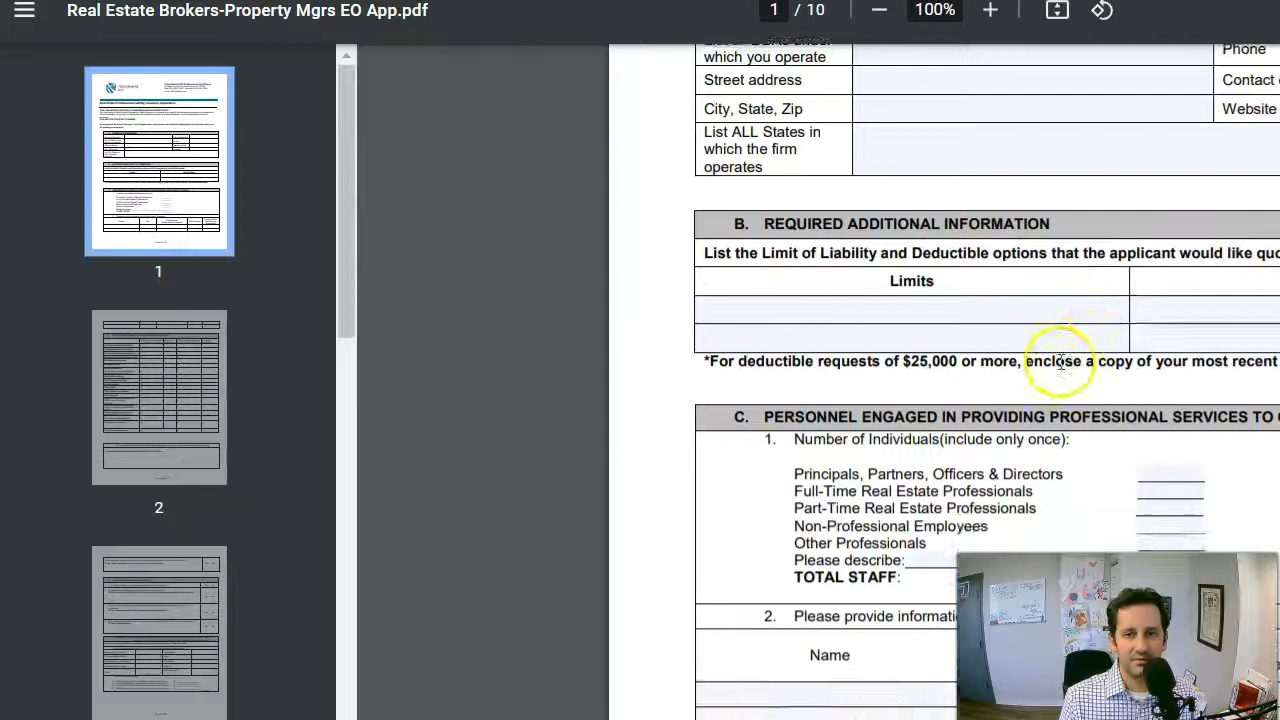 Real Estate Brokers-Property Mgrs EO App.pdf
1 / 10
100%
which you operate
Phone
Street address
Contact
City, State, Zip
Website
List ALL States in
which the firm
operates
B. REQUIRED ADDITIONAL INFORMATION
List the Limit of Liability and Deductible options that the applicant would like quo
Limits
*For deductible requests of $25,000 or more, enclose a copy of your most recent
C. PERSONNEL ENGAGED IN PROVIDING PROFESSIONAL SERVICES TO
1. Number of Individuals(include only once):
Principals, Partners, Officers & Directors
Full-Time Real Estate Professionals
Part-Time Real Estate Professionals
Non-Professional Employees
Other Professionals
Please describe:
TOTAL STAFF:
2. Please provide informati
Name
1
2